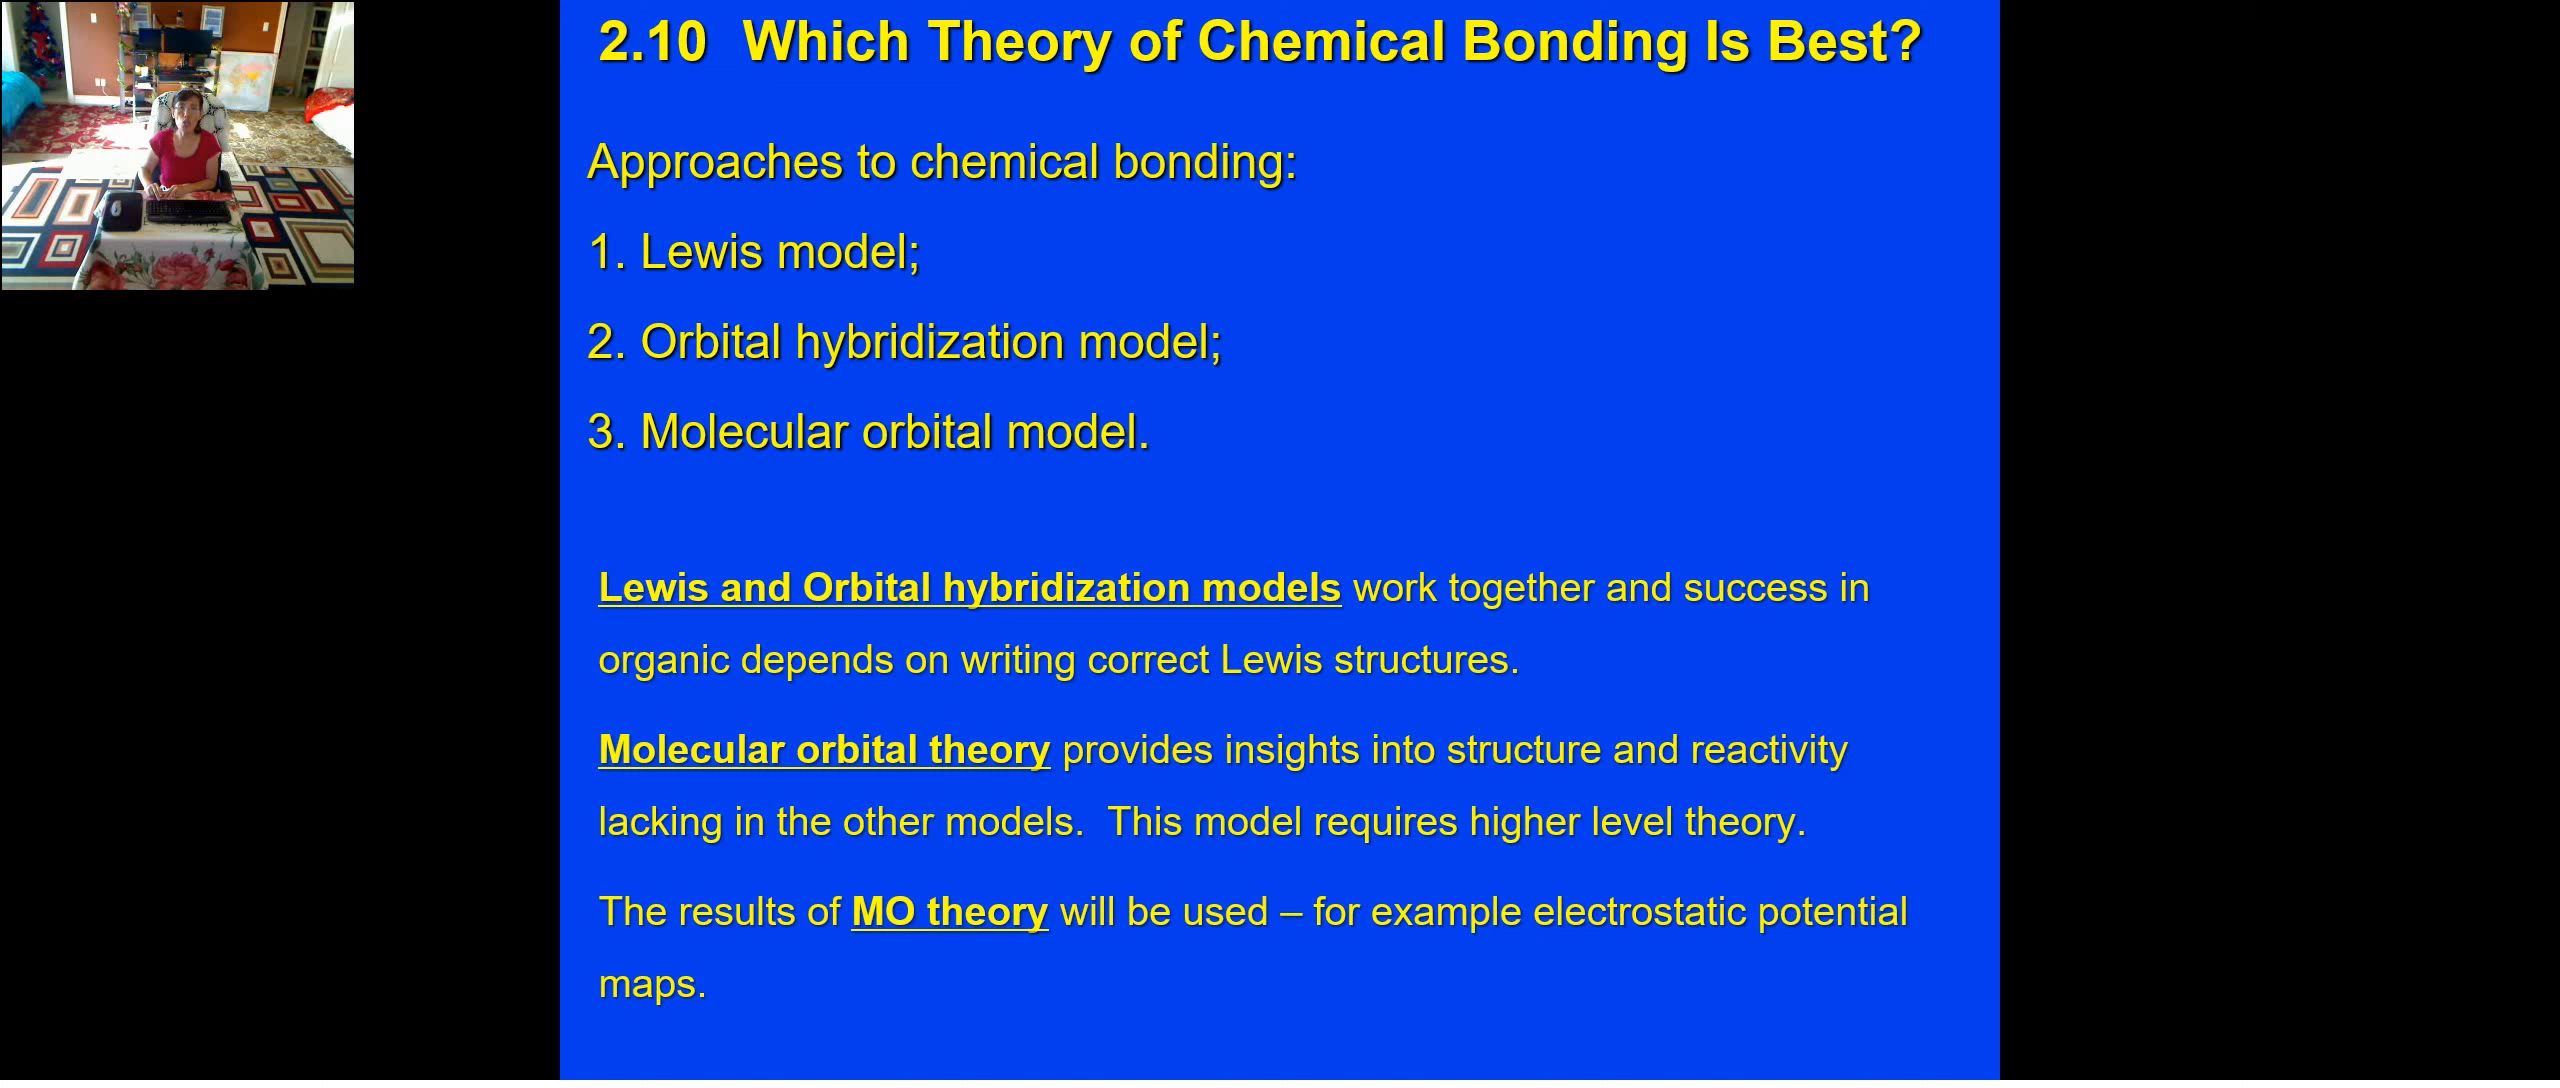 2.10 Which Theory of Chemical Bonding Is Best?
Approaches to chemical bonding:
1. Lewis model;
2. Orbital hybridization model;
3. Molecular orbital model.
Lewis and Orbital hybridization models work together and success in
organic depends on writing correct Lewis structures.
Molecular orbital theory provides insights into structure and reactivity
lacking in the other models.  This model requires higher level theory.
The results of MO theory will be used – for example electrostatic potential
maps.